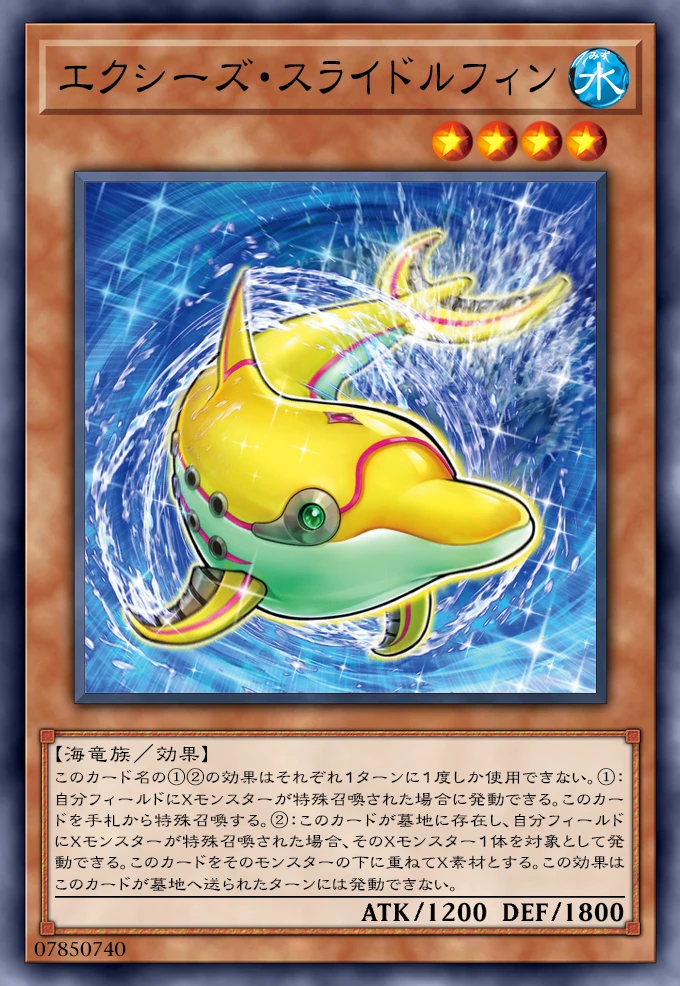 エクシーズ・スライドルフィン
みず
水
【海竜族／効果】
このカード名の①②の効果はそれぞれ1ターンに1度しか使用できない。①：
自分フィールドにXモンスターが特殊召喚された場合に発動できる。このカー
ドを手札から特殊召喚する。②：このカードが墓地に存在し、自分フィールド
にXモンスターが特殊召喚された場合、そのXモンスター1体を対象として発
動できる。このカードをそのモンスターの下に重ねてX素材とする。この効果は
このカードが墓地へ送られたターンには発動できない。
ATK/1200 DEF/1800
07850740